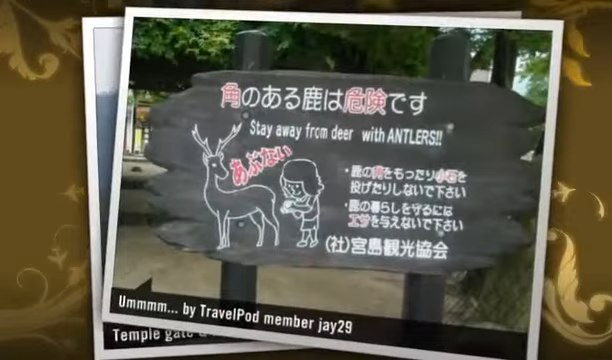 角のある鹿は危険です
Stay away from deer with ANTLERS!!
あぶない
・鹿の角をもったり小石を
投げたりしないで下さい
・鹿の暮らしを守るには
エサを与えないで下さい
(社)宮島観光協会
Ummmm... by TravelPod member jay29
Temple gate